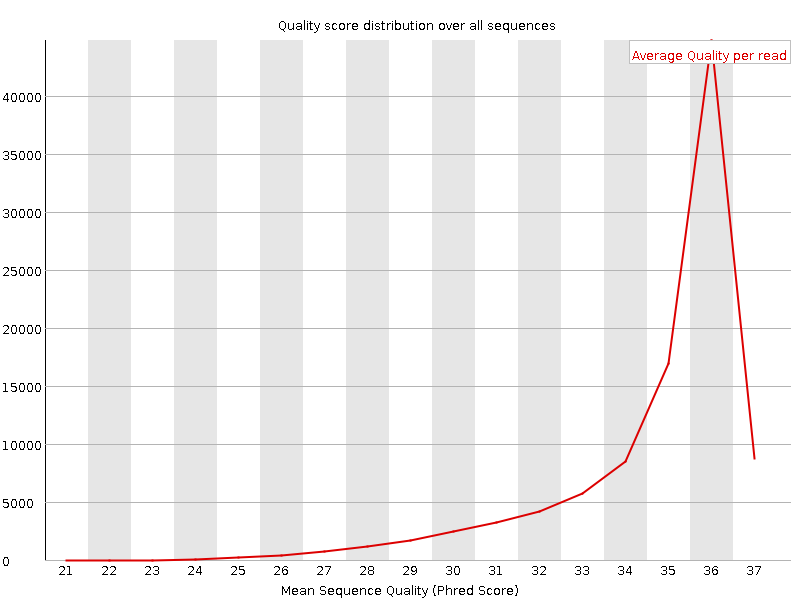 Quality score distribution over all sequences
Average Quality per read
40000
35000
30000
25000
20000
15000
10000
5000
0
21 22 23 24 25 26 27 28 29 30 31 32 33 34 35 36 37
Mean Sequence Quality (Phred Score)